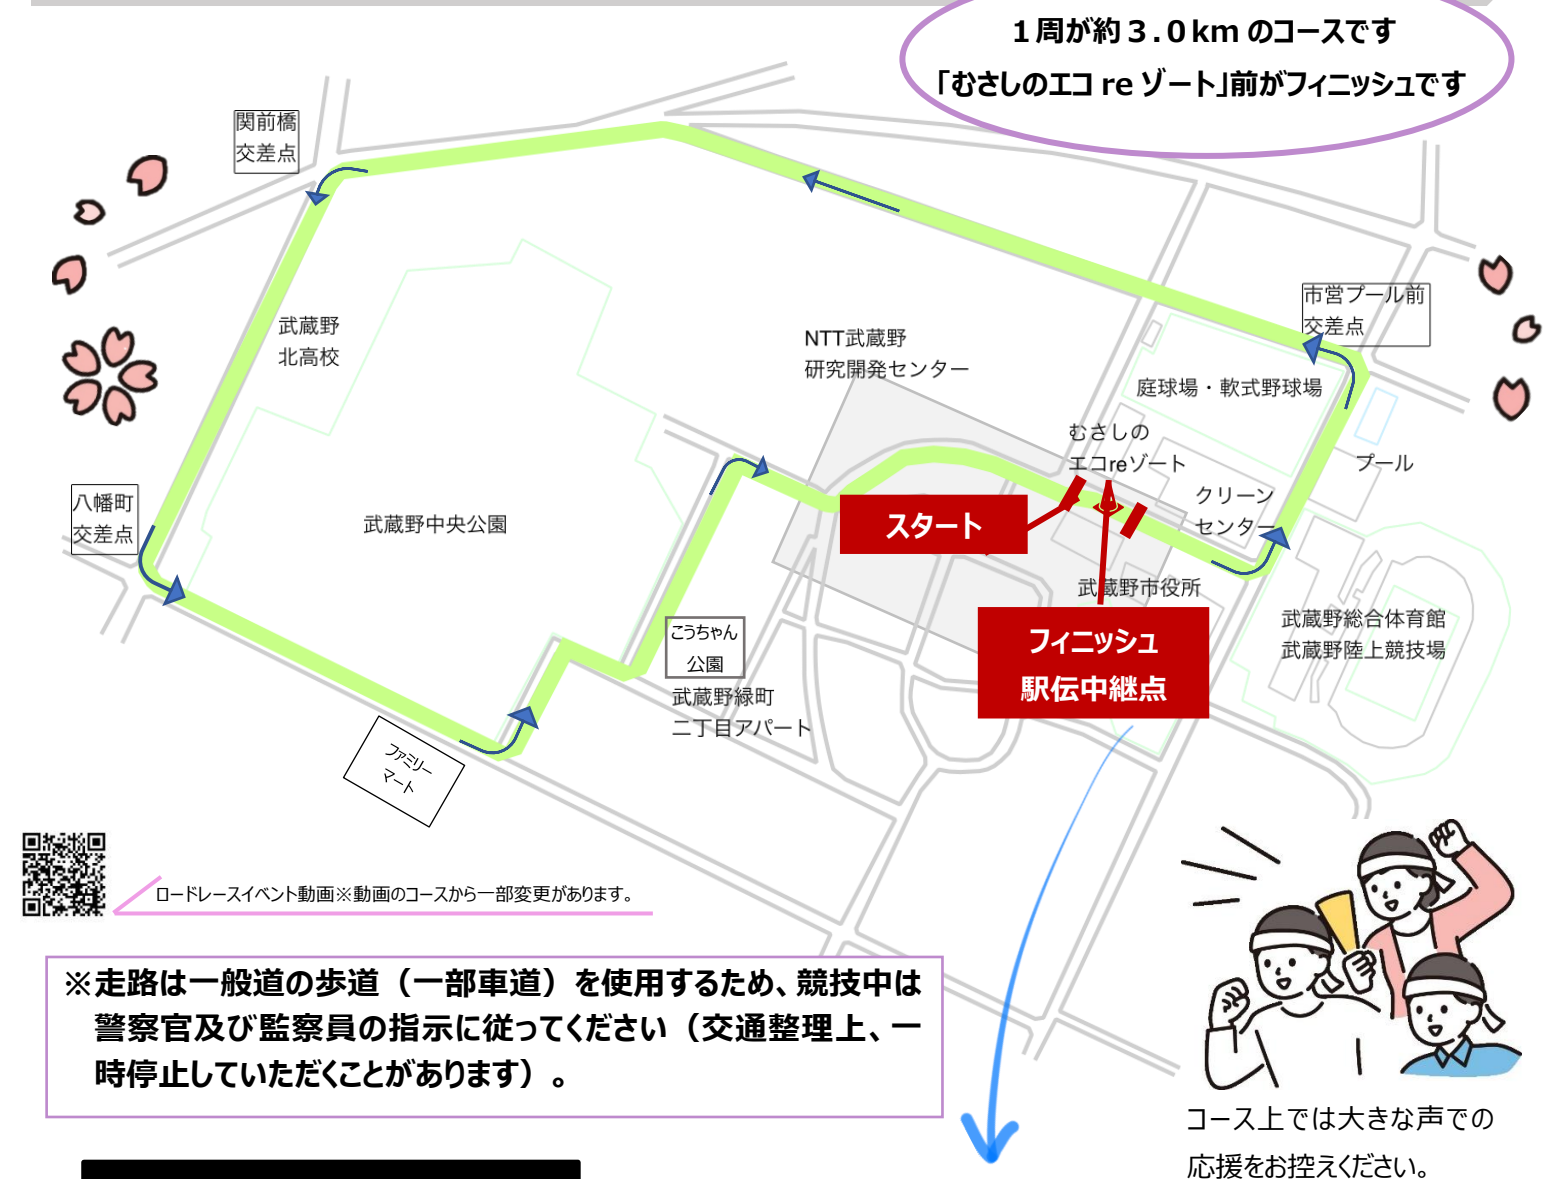 1周が約3.0kmのコースです
「むさしのエコreゾート」前がフィニッシュです
関前橋
交差点
市営プール前
交差点
武蔵野
北高校
NTT武蔵野
研究開発センター
庭球場・軟式野球場
むさしの
エコreゾート
プール
クリーン
センター
八幡町
交差点
武蔵野中央公園
スタート
武蔵野市役所
フィニッシュ
駅伝中継点
武蔵野総合体育館
武蔵野陸上競技場
こうちゃん
公園
武蔵野緑町
二丁目アパート
ファミリー
マート
ロードレースイベント動画※動画のコースから一部変更があります。
※走路は一般道の歩道（一部車道）を使用するため、競技中は
警察官及び監察員の指示に従ってください（交通整理上、一
時停止していただくことがあります）。
コース上では大きな声での
応援をお控えください。